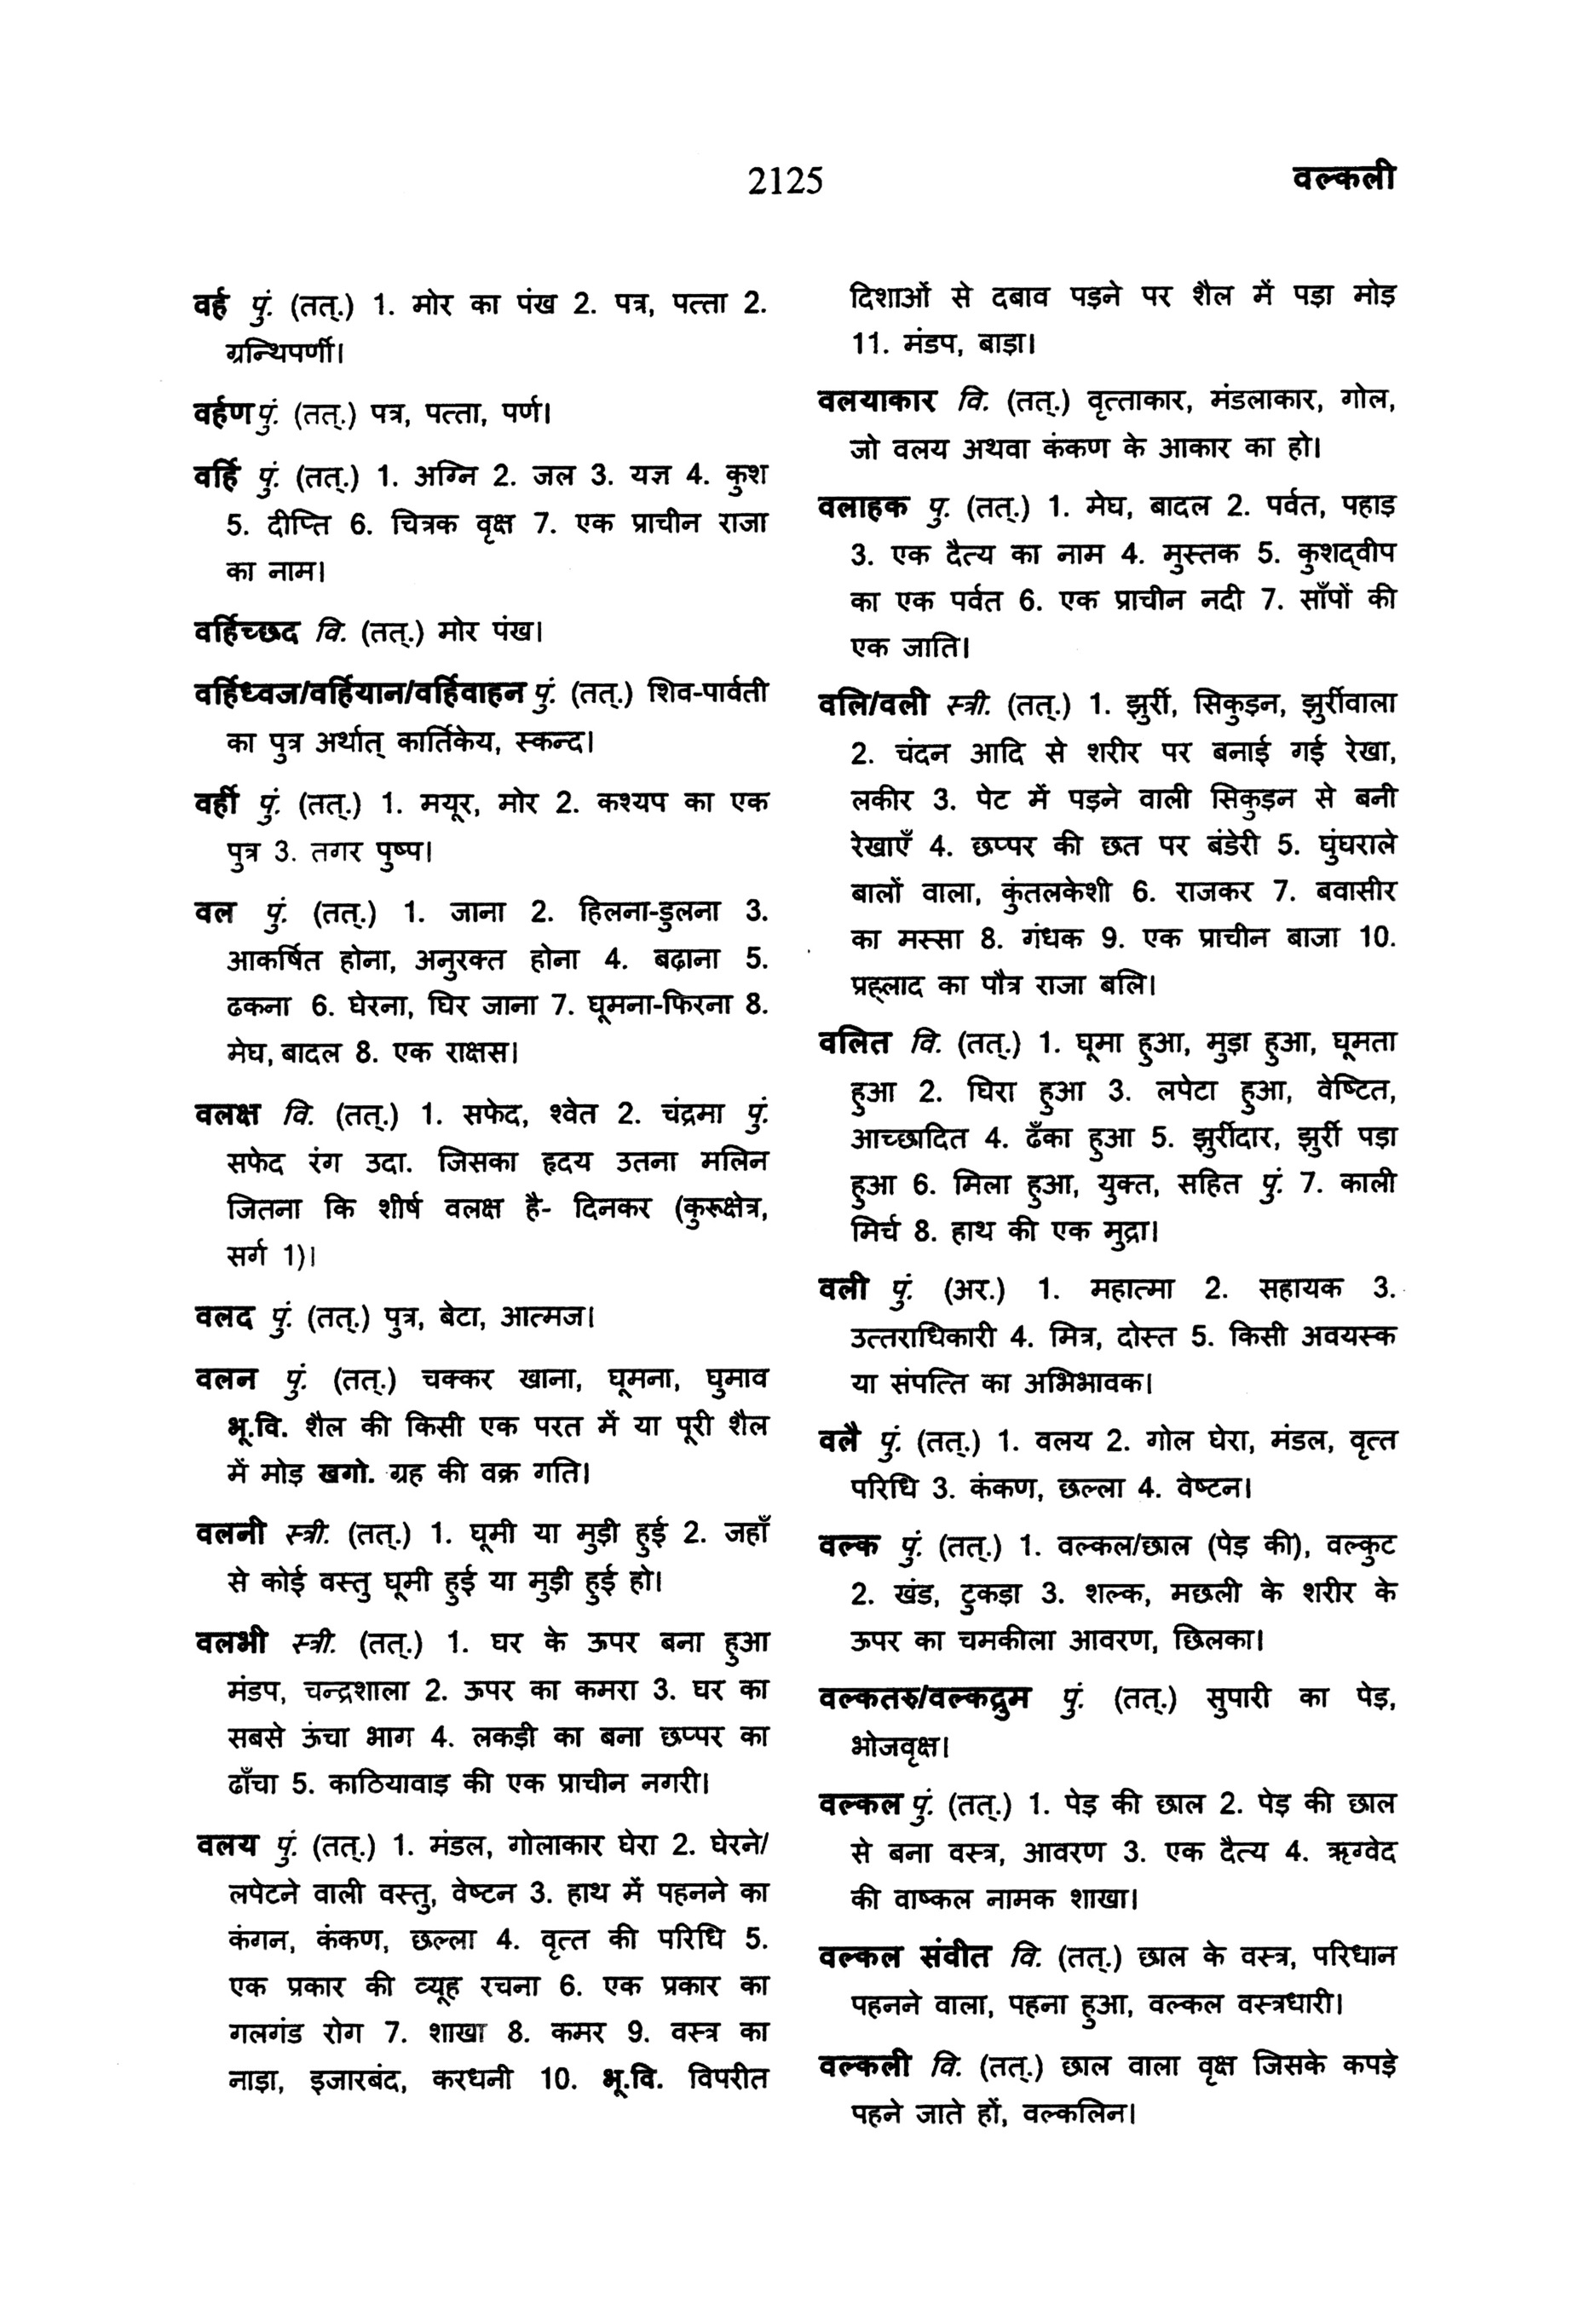 2125
वल्कली
वर्ह पुं. (तत्.) 1. मोर का पंख 2. पत्र, पत्ता 2.
ग्रन्थिपर्णी।
वर्हण पुं. (तत्.) पत्र, पत्ता, पर्ण।
वर्हि पुं. (तत्.) 1. अग्नि 2. जल 3. यज्ञ 4. कुश
5. दीप्ति 6. चित्रक वृक्ष 7. एक प्राचीन राजा
का नाम।
वर्हिच्छद वि. (तत्.) मोर पंख।
वर्हिध्वज/वर्हियान/वर्हिवाहन पुं. (तत्.) शिव-पार्वती
का पुत्र अर्थात् कार्तिकेय, स्कन्द।
वर्ही पुं. (तत्.) 1. मयूर, मोर 2. कश्यप का एक
पुत्र 3. तगर पुष्प।
वल पुं. (तत्.) 1. जाना 2. हिलना-डुलना 3.
आकर्षित होना, अनुरक्त होना 4. बढ़ाना 5.
ढकना 6. घेरना, घिर जाना 7. घूमना-फिरना 8.
मेघ, बादल 8. एक राक्षस।
वलक्ष वि. (तत्.) 1. सफेद, श्वेत 2. चंद्रमा पुं.
सफेद रंग उदा. जिसका हृदय उतना मलिन
जितना कि शीर्ष वलक्ष है- दिनकर (कुरूक्षेत्र,
सर्ग 1)।
वलद पुं. (तत्.) पुत्र, बेटा, आत्मज।
वलन पुं. (तत्.) चक्कर खाना, घूमना, घुमाव
भू.वि. शैल की किसी एक परत में या पूरी शैल
में मोड़ खगो. ग्रह की वक्र गति।
वलनी स्त्री. (तत्.) 1. घूमी या मुड़ी हुई 2. जहाँ
से कोई वस्तु घूमी हुई या मुड़ी हुई हो।
वलभी स्त्री. (तत्.) 1. घर के ऊपर बना हुआ
मंडप, चन्द्रशाला 2. ऊपर का कमरा 3. घर का
सबसे ऊंचा भाग 4. लकड़ी का बना छप्पर का
ढाँचा 5. काठियावाड़ की एक प्राचीन नगरी।
वलय पुं. (तत्.) 1. मंडल, गोलाकार घेरा 2. घेरने/
लपेटने वाली वस्तु, वेष्टन 3. हाथ में पहनने का
कंगन, कंकण, छल्ला 4. वृत्त की परिधि 5.
एक प्रकार की व्यूह रचना 6. एक प्रकार का
गलगंड रोग 7. शाखा 8. कमर 9. वस्त्र का
नाड़ा, इजारबंद, करधनी 10. भू.वि. विपरीत
दिशाओं से दबाव पड़ने पर शैल में पड़ा मोड़
11. मंडप, बाड़ा।
वलयाकार वि. (तत्.) वृत्ताकार, मंडलाकार, गोल,
जो वलय अथवा कंकण के आकार का हो।
वलाहक पु. (तत्.) 1. मेघ, बादल 2. पर्वत, पहाड़
3. एक दैत्य का नाम 4. मुस्तक 5. कुशद्वीप
का एक पर्वत 6. एक प्राचीन नदी 7. साँपों की
एक जाति।
वलि/वली स्त्री. (तत्.) 1. झुर्री, सिकुड़न, झुर्रीवाला
2. चंदन आदि से शरीर पर बनाई गई रेखा,
लकीर 3. पेट में पड़ने वाली सिकुड़न से बनी
रेखाएँ 4. छप्पर की छत पर बंडेरी 5. घुंघराले
बालों वाला, कुंतलकेशी 6. राजकर 7. बवासीर
का मस्सा 8. गंधक 9. एक प्राचीन बाजा 10.
प्रह्लाद का पौत्र राजा बलि।
वलित वि. (तत्.) 1. घूमा हुआ, मुड़ा हुआ, घूमता
हुआ 2. घिरा हुआ 3. लपेटा हुआ, वेष्टित,
आच्छादित 4. ढँका हुआ 5. झुर्रीदार, झुर्री पड़ा
हुआ 6. मिला हुआ, युक्त, सहित पुं. 7. काली
मिर्च 8. हाथ की एक मुद्रा।
वली पुं. (अर.) 1. महात्मा 2. सहायक 3.
उत्तराधिकारी 4. मित्र, दोस्त 5. किसी अवयस्क
या संपत्ति का अभिभावक।
वलै पुं. (तत्.) 1. वलय 2. गोल घेरा, मंडल, वृत्त
परिधि 3. कंकण, छल्ला 4. वेष्टन।
वल्क पुं. (तत्.) 1. वल्कल/छाल (पेड़ की), वल्कुट
2. खंड, टुकड़ा 3. शल्क, मछली के शरीर के
ऊपर का चमकीला आवरण, छिलका।
वल्कतरु/वल्कद्रुम पुं. (तत्.) सुपारी का पेड़,
भोजवृक्ष।
वल्कल पुं. (तत्.) 1. पेड़ की छाल 2. पेड़ की छाल
से बना वस्त्र, आवरण 3. एक दैत्य 4. ऋग्वेद
की वाष्कल नामक शाखा।
वल्कल संवीत वि. (तत्.) छाल के वस्त्र, परिधान
पहनने वाला, पहना हुआ, वल्कल वस्त्रधारी।
वल्कली वि. (तत्.) छाल वाला वृक्ष जिसके कपड़े
पहने जाते हों, वल्कलिन।